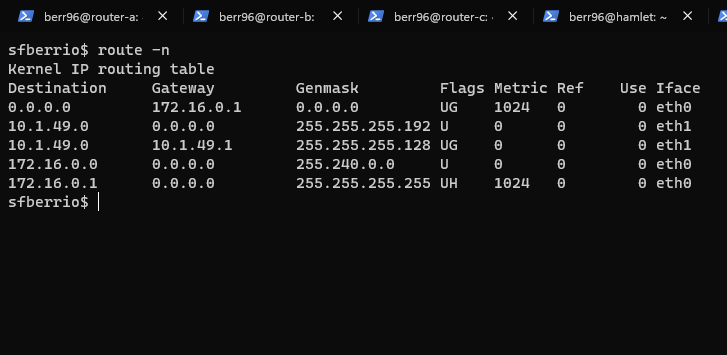 berr96@router-a: berr96@router-b: berr96@router-c: berr96@hamlet: ~
sfberrio$ route -n
Kernel IP routing table
Destination Gateway Genmask Flags Metric Ref Use Iface
0.0.0.0 172.16.0.1 0.0.0.0 UG 1024 0 0 eth0
10.1.49.0 0.0.0.0 255.255.255.192 U 0 0 0 eth1
10.1.49.0 10.1.49.1 255.255.255.128 UG 0 0 0 eth1
172.16.0.0 0.0.0.0 255.240.0.0 U 0 0 0 eth0
172.16.0.1 0.0.0.0 255.255.255.255 UH 1024 0 0 eth0
sfberrio$